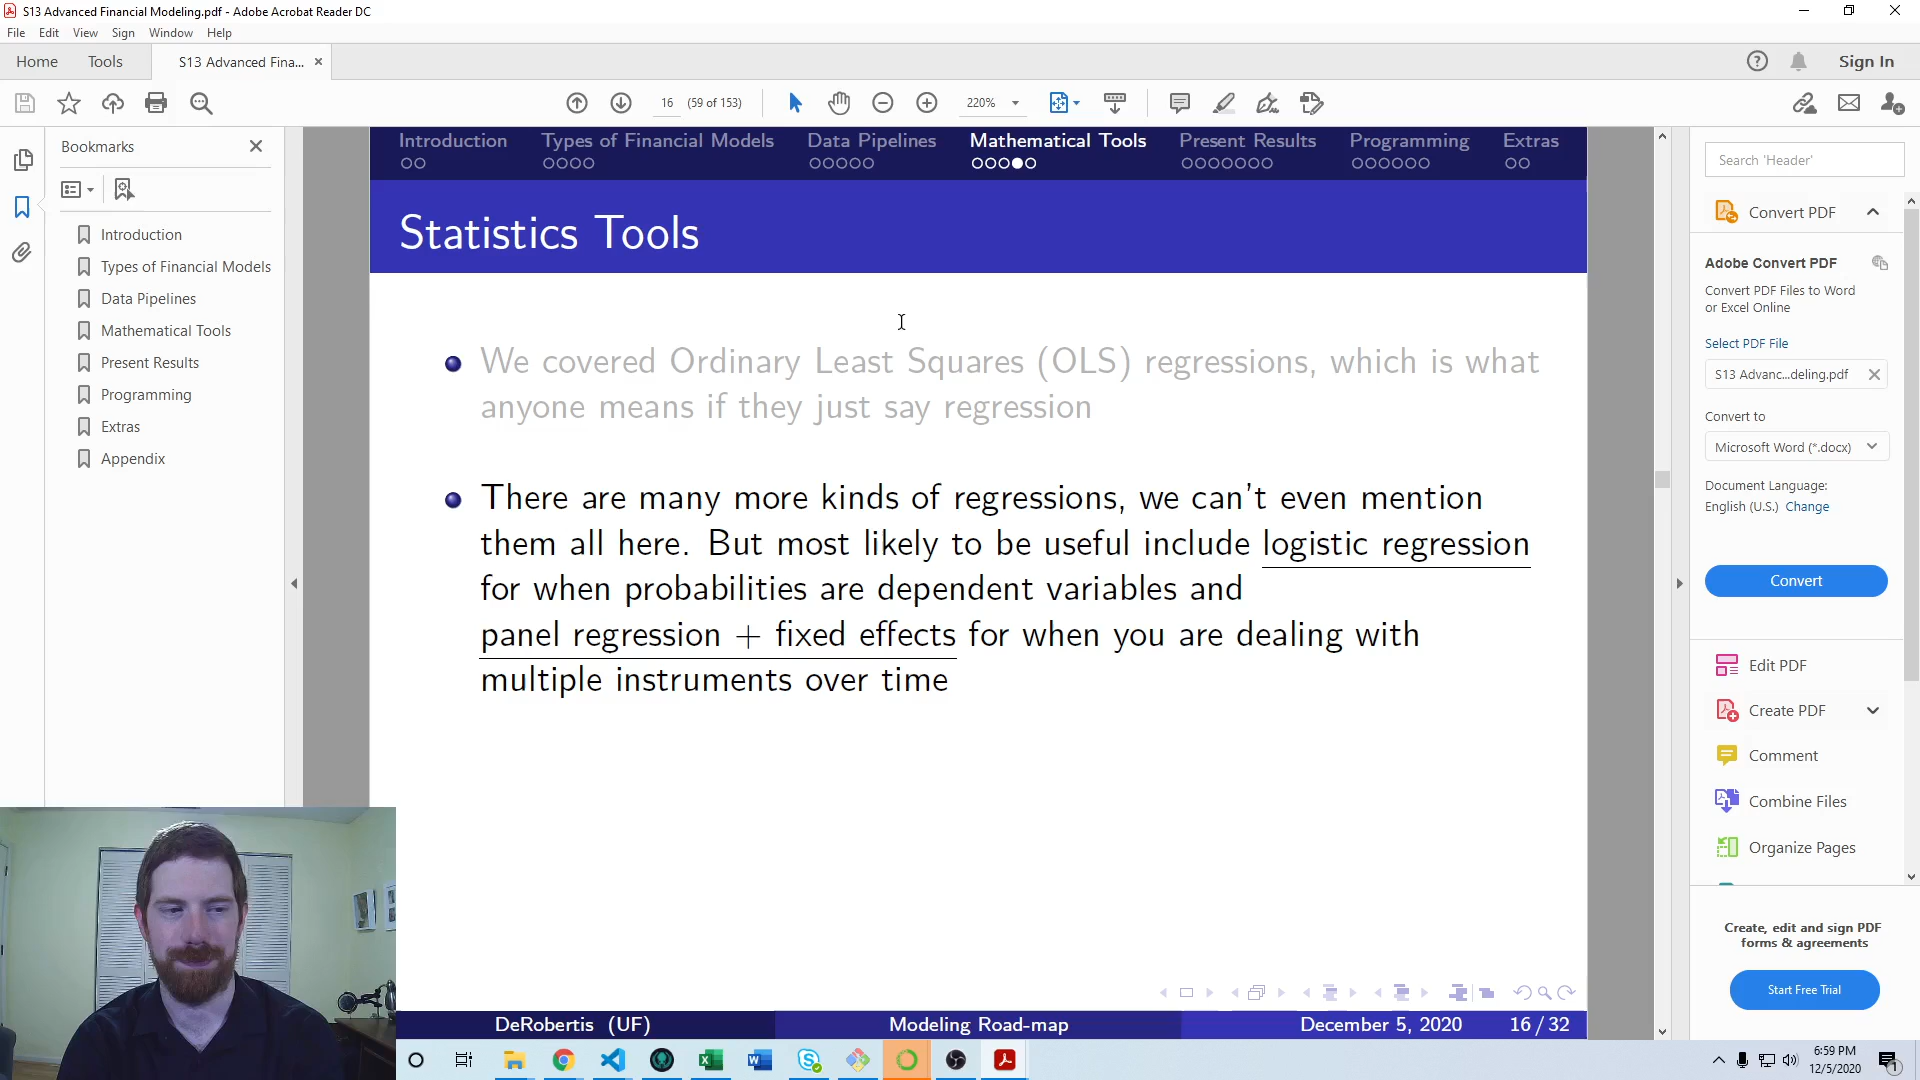 S13 Advanced Financial Modeling.pdf - Adobe Acrobat Reader DC
File Edit View Sign Window Help
Home Tools S13 Advanced Fina... × Sign In
16 (59 of 153) 220%
Bookmarks
Introduction
Types of Financial Models
Data Pipelines
Mathematical Tools
Present Results
Programming
Extras
Appendix
Introduction Types of Financial Models Data Pipelines Mathematical Tools Present Results Programming Extras
Statistics Tools
We covered Ordinary Least Squares (OLS) regressions, which is what
anyone means if they just say regression
There are many more kinds of regressions, we can't even mention
them all here. But most likely to be useful include logistic regression
for when probabilities are dependent variables and
panel regression + fixed effects for when you are dealing with
multiple instruments over time
DeRobertis (UF) Modeling Road-map December 5, 2020 16 / 32
Search 'Header'
Convert PDF
Adobe Convert PDF
Convert PDF Files to Word
or Excel Online
Select PDF File
S13 Advanc...deling.pdf
Convert to
Microsoft Word (*.docx)
Document Language:
English (U.S.) Change
Convert
Edit PDF
Create PDF
Comment
Combine Files
Organize Pages
Create, edit and sign PDF
forms & agreements
Start Free Trial
6:59 PM
12/5/2020